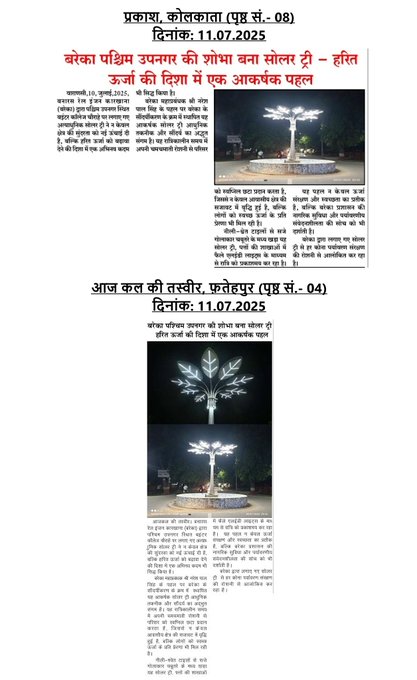 प्रकाश, कोलकाता (पृष्ठ सं.- 08)
दिनांक: 11.07.2025
बरेका पश्चिम उपनगर की शोभा बना सोलर ट्री – हरित
ऊर्जा की दिशा में एक आकर्षक पहल
वाराणसी,10, जुलाई,2025,
बनारस रेल इंजन कारखाना
(बरेका) द्वारा पश्चिम उपनगर स्थित
बइंटर कॉलेज चौराहे पर लगाए गए
अत्याधुनिक सोलर ट्री ने न केवल
क्षेत्र की सुंदरता को नई ऊंचाई दी
है, बल्कि हरित ऊर्जा को बढ़ावा
देने की दिशा में एक अभिनव कदम
भी सिद्ध किया है।
बरेका महाप्रबंधक श्री नरेश
पाल सिंह के पहल पर बरेका के
सौंदर्यीकरण के क्रम में स्थापित यह
आकर्षक सोलर ट्री आधुनिक
तकनीक और सौंदर्य का अद्भुत
संगम है। यह रात्रिकालीन समय में
अपनी चमचमाती रोशनी से परिसर
को स्वप्निल छटा प्रदान करता है,
जिससे न केवल आवासीय क्षेत्र की
सजावट में वृद्धि हुई है, बल्कि
लोगों को स्वच्छ ऊर्जा के प्रति
प्रेरणा भी मिल रही है।
नीली–श्वेत टाइलों से सजे
गोलाकार चबूतरे के मध्य खड़ा यह
सोलर ट्री, पत्तों की शाखाओं में
फैले एलईडी लाइट्स के माध्यम
से रात्रि को प्रकाशमय कर रहा है।
यह पहल न केवल ऊर्जा
संरक्षण और स्वच्छता का प्रतीक
है, बल्कि बरेका प्रशासन की
नागरिक सुविधा और पर्यावरणीय
संवेदनशीलता की सोच को भी
दर्शाती है।
बरेका द्वारा लगाए गए सोलर
ट्री से हर कोना पर्यावरण संरक्षण
की रोशनी से आलोकित कर रहा
है।
आज कल की तस्वीर, फ़तेहपुर (पृष्ठ सं.- 04)
दिनांक: 11.07.2025
बरेका पश्चिम उपनगर की शोभा बना सोलर ट्री
हरित ऊर्जा की दिशा में एक आकर्षक पहल
आजकल की तस्वीर। बनारस
रेल इंजन कारखाना (बरेका) द्वारा
पश्चिम उपनगर स्थित बइंटर
कॉलेज चौराहे पर लगाए गए अत्या
धुनिक सोलर ट्री ने न केवल क्षेत्र
की सुंदरता को नई ऊंचाई दी है,
बल्कि हरित ऊर्जा को बढ़ावा देने
की दिशा में एक अभिनव कदम भी
सिद्ध किया है।
बरेका महाप्रबंधक श्री नरेश पाल
सिंह के पहल पर बरेका के
सौंदर्यीकरण के क्रम में स्थापित
यह आकर्षक सोलर ट्री आधुनिक
तकनीक और सौंदर्य का अद्भुत
संगम है। यह रात्रिकालीन समय
में अपनी चमचमाती रोशनी से
परिसर को स्वप्निल छटा प्रदान
करता है, जिससे न केवल
आवासीय क्षेत्र की सजावट में वृद्धि
हुई है, बल्कि लोगों को स्वच्छ
ऊर्जा के प्रति प्रेरणा भी मिल रही
है।
नीली–श्वेत टाइलों से सजे
गोलाकार चबूतरे के मध्य खड़ा यह
सोलर ट्री, पत्तों की शाखाओं
में फैले एलईडी लाइट्स के माध्य
म से रात्रि को प्रकाशमय कर रहा
है। यह पहल न केवल ऊर्जा
संरक्षण और स्वच्छता का प्रतीक
है, बल्कि बरेका प्रशासन की
नागरिक सुविधा और पर्यावरणीय
संवेदनशीलता की सोच को भी
दर्शाती है।
बरेका द्वारा लगाए गए सोलर ट्री
से हर कोना पर्यावरण संरक्षण
की रोशनी से आलोकित कर रहा
है।